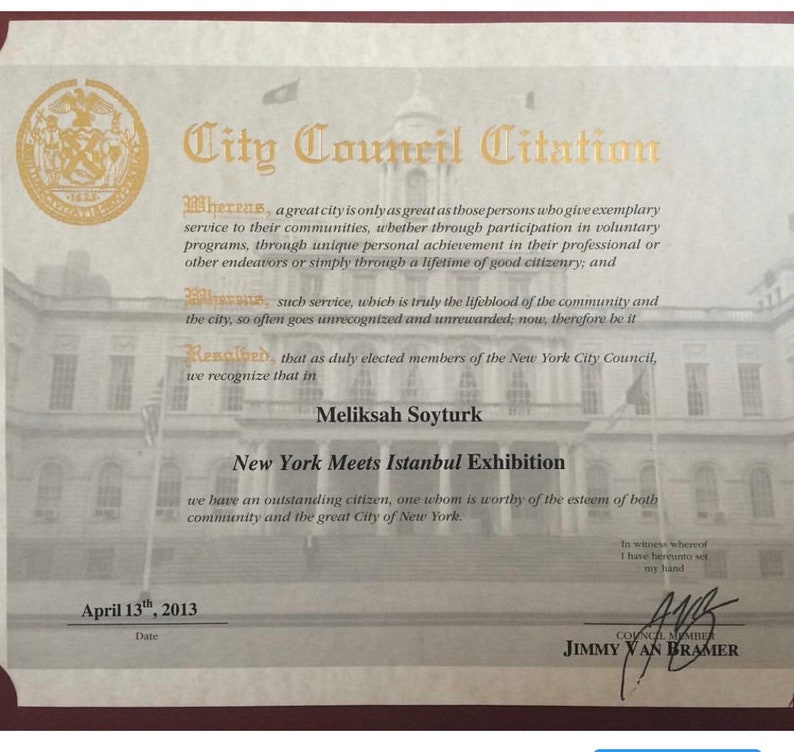 City Council Citation
Whereas, a great city is only as great as those persons who give exemplary
service to their communities, whether through participation in voluntary
programs, through unique personal achievement in their professional or
other endeavors or simply through a lifetime of good citizenry; and
Whereas, such service, which is truly the lifeblood of the community and
the city, so often goes unrecognized and unrewarded; now, therefore be it
Resolved, that as duly elected members of the New York City Council,
we recognize that in
Meliksah Soyturk
New York Meets Istanbul Exhibition
we have an outstanding citizen, one whom is worthy of the esteem of both
community and the great City of New York.
In witness whereof
I have hereunto set
my hand
April 13th, 2013
Date
COUNCIL MEMBER
JIMMY VAN BRAMER
1625